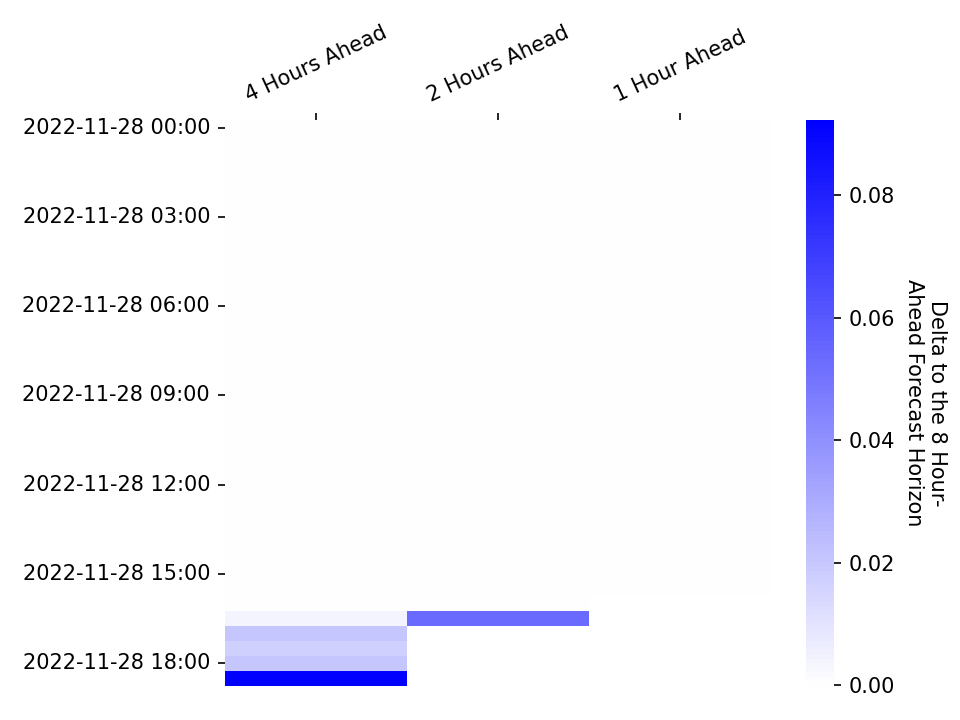 4 Hours Ahead
2 Hours Ahead
1 Hour Ahead
2022-11-28 00:00
2022-11-28 03:00
2022-11-28 06:00
2022-11-28 09:00
2022-11-28 12:00
2022-11-28 15:00
2022-11-28 18:00
0.08
0.06
0.04
0.02
0.00
Delta to the 8 Hour-
Ahead Forecast Horizon